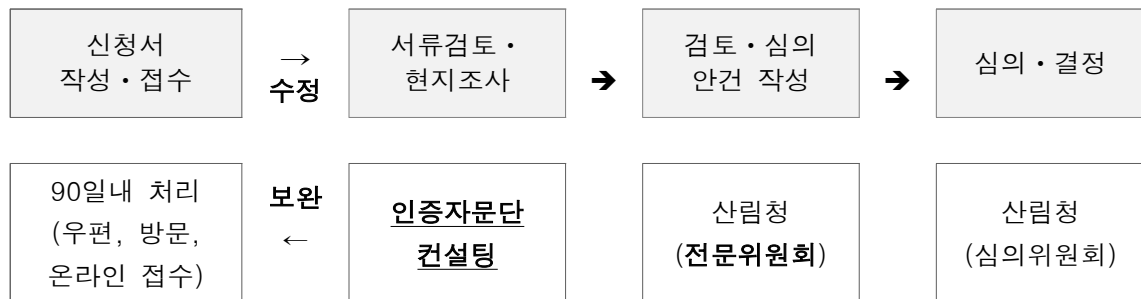 신청서
작성・접수
→
수정
서류검토・
현지조사
➔
검토・심의
안건 작성
➔
심의・결정
90일내 처리
(우편, 방문,
온라인 접수)
보완
←
인증자문단
컨설팅
산림청
(전문위원회)
산림청
(심의위원회)